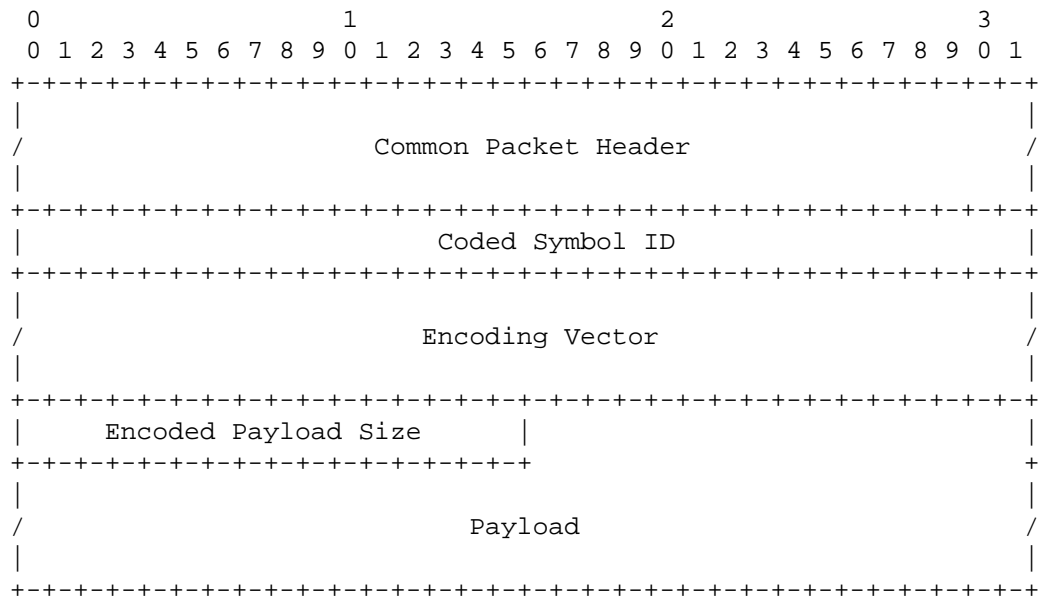 0                   1                   2                   3
 0 1 2 3 4 5 6 7 8 9 0 1 2 3 4 5 6 7 8 9 0 1 2 3 4 5 6 7 8 9 0 1
+-+-+-+-+-+-+-+-+-+-+-+-+-+-+-+-+-+-+-+-+-+-+-+-+-+-+-+-+-+-+-+-+
|                                                               |
/                      Common Packet Header                     /
|                                                               |
+-+-+-+-+-+-+-+-+-+-+-+-+-+-+-+-+-+-+-+-+-+-+-+-+-+-+-+-+-+-+-+-+
|                          Coded Symbol ID                      |
+-+-+-+-+-+-+-+-+-+-+-+-+-+-+-+-+-+-+-+-+-+-+-+-+-+-+-+-+-+-+-+-+
|                                                               |
/                         Encoding Vector                       /
|                                                               |
+-+-+-+-+-+-+-+-+-+-+-+-+-+-+-+-+-+-+-+-+-+-+-+-+-+-+-+-+-+-+-+-+
|     Encoded Payload Size      |                               |
+-+-+-+-+-+-+-+-+-+-+-+-+-+-+-+-+                               +
|                                                               |
/                            Payload                            /
|                                                               |
+-+-+-+-+-+-+-+-+-+-+-+-+-+-+-+-+-+-+-+-+-+-+-+-+-+-+-+-+-+-+-+-+